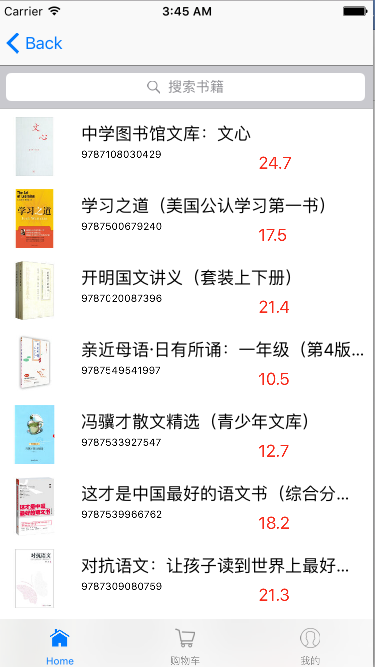 Carrier 3:45 AM
Back
搜索书籍
中学图书馆文库：文心
9787108030429
24.7
学习之道（美国公认学习第一书）
9787500679240
17.5
开明国文讲义（套装上下册）
9787020087396
21.4
亲近母语·日有所诵：一年级（第4版...
9787549541997
10.5
冯骥才散文精选（青少年文库）
9787533927547
12.7
这才是中国最好的语文书（综合分...
9787539966762
18.2
对抗语文：让孩子读到世界上最好...
9787309080759
21.3
Home 购物车 我的